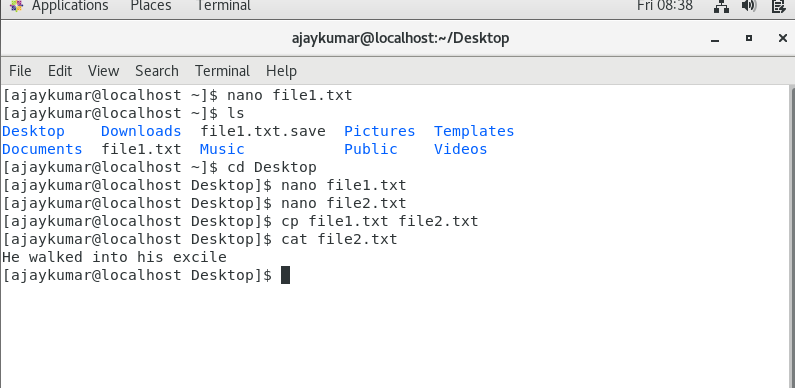 Applications Places Terminal Fri 08:38
ajaykumar@localhost:~/Desktop
File Edit View Search Terminal Help
[ajaykumar@localhost ~]$ nano file1.txt
[ajaykumar@localhost ~]$ ls
Desktop Downloads file1.txt.save Pictures Templates
Documents file1.txt Music Public Videos
[ajaykumar@localhost ~]$ cd Desktop
[ajaykumar@localhost Desktop]$ nano file1.txt
[ajaykumar@localhost Desktop]$ nano file2.txt
[ajaykumar@localhost Desktop]$ cp file1.txt file2.txt
[ajaykumar@localhost Desktop]$ cat file2.txt
He walked into his excile
[ajaykumar@localhost Desktop]$